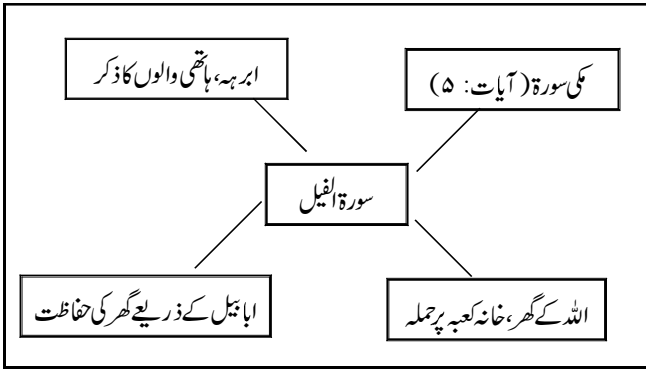 مکی سورۃ (آیات: ۵)
ابرہہ، ہاتھی والوں کا ذکر
سورۃ الفیل
اللہ کے گھر، خانہ کعبہ پر حملہ
ابابیل کے ذریعے گھر کی حفاظت